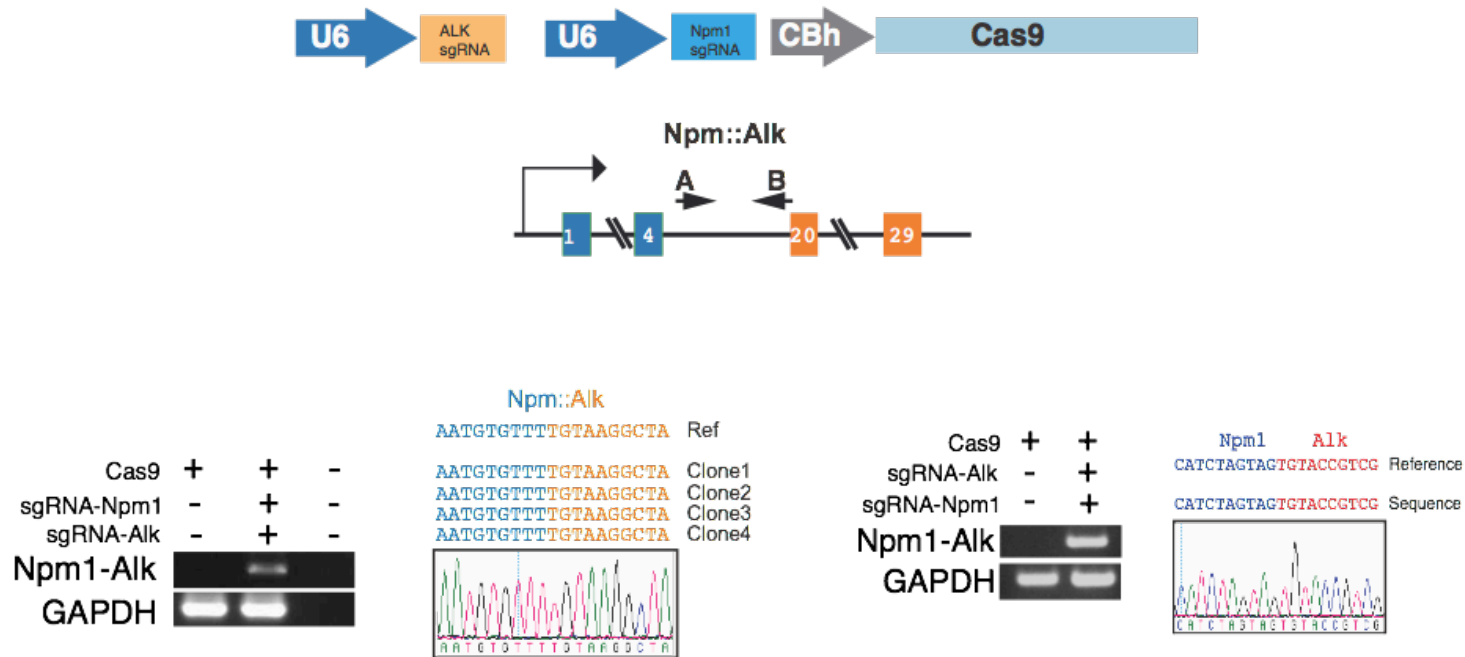 U6
ALK
sgRNA
U6
Npm1
sgRNA
CBh
Cas9
Npm::Alk
A
B
1
4
20
29
Cas9 + + -
sgRNA-Npm1 - + -
sgRNA-Alk - + -
Npm1-Alk
GAPDH
Npm::Alk
AATGTGTTTTGTAAGGCTA Ref
AATGTGTTTTGTAAGGCTA Clone1
AATGTGTTTTGTAAGGCTA Clone2
AATGTGTTTTGTAAGGCTA Clone3
AATGTGTTTTGTAAGGCTA Clone4
AATGTGTTTTGTAAGGCTA
Cas9 + +
sgRNA-Alk - +
sgRNA-Npm1 - +
Npm1-Alk
GAPDH
Npm1 Alk
CATCTAGTAGTGTACCGTCG Reference
CATCTAGTAGTGTACCGTCG Sequence
CATCTAGTAGTGTACCGTCG